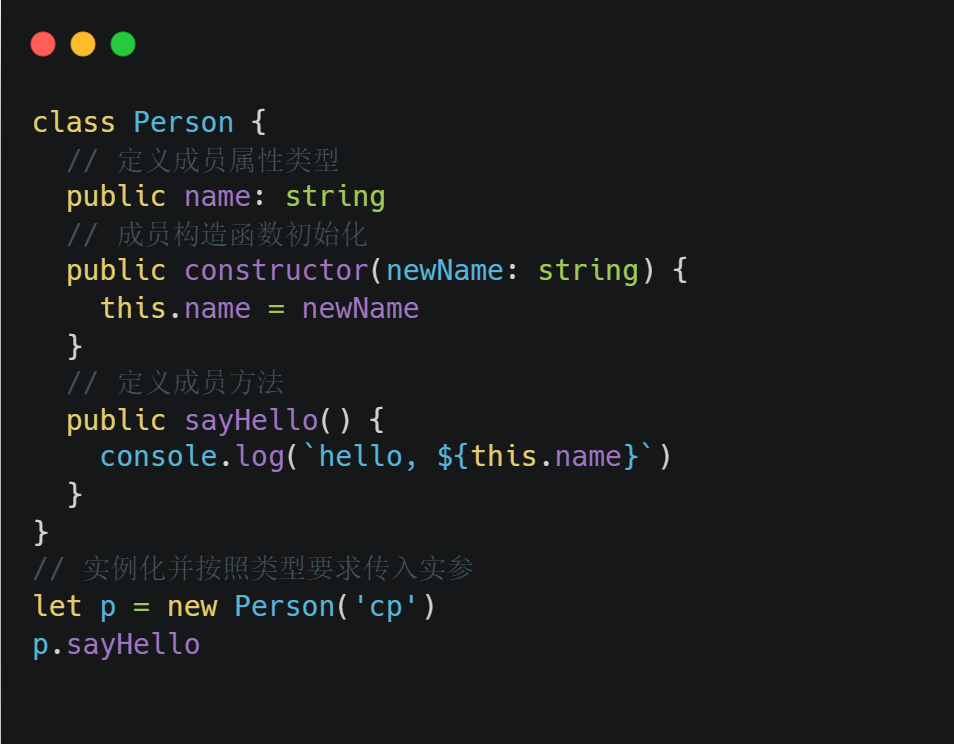 class Person {
  // 定义成员属性类型
  public name: string
  // 成员构造函数初始化
  public constructor(newName: string) {
    this.name = newName
  }
  // 定义成员方法
  public sayHello() {
    console.log(`hello, ${this.name}`)
  }
}
// 实例化并按照类型要求传入实参
let p = new Person('cp')
p.sayHello